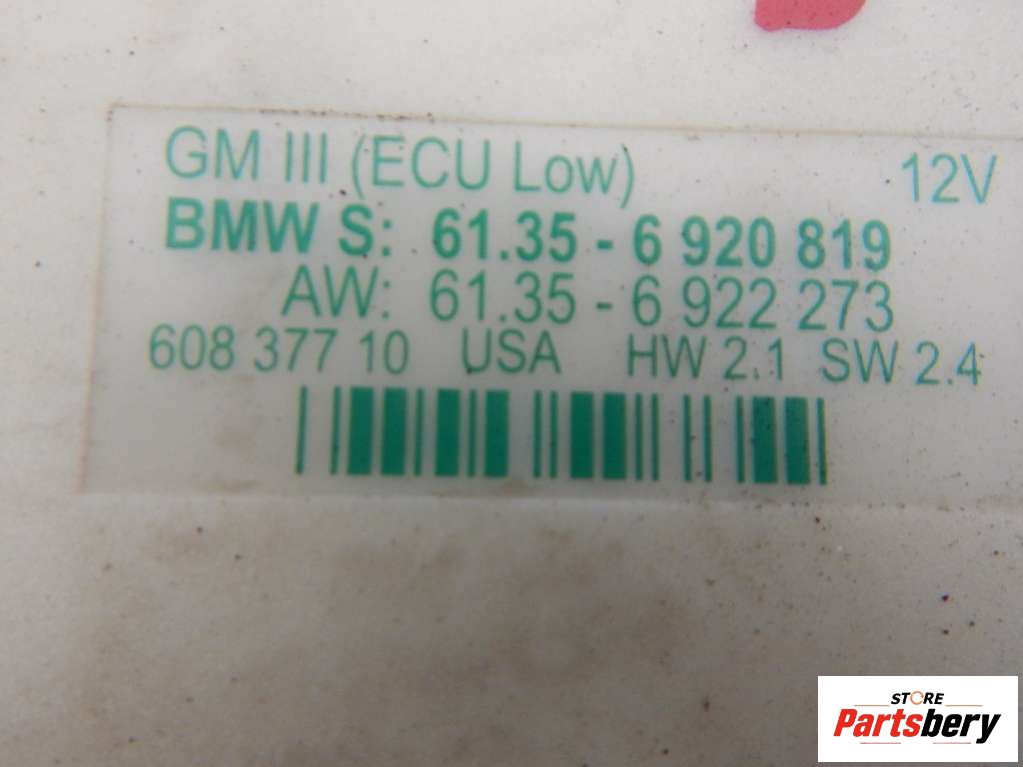 GM III (ECU Low) 12V
BMW S: 61.35 - 6 920 819
AW: 61.35 - 6 922 273
608 377 10 USA HW 2.1 SW 2.4
STORE
Partsbery